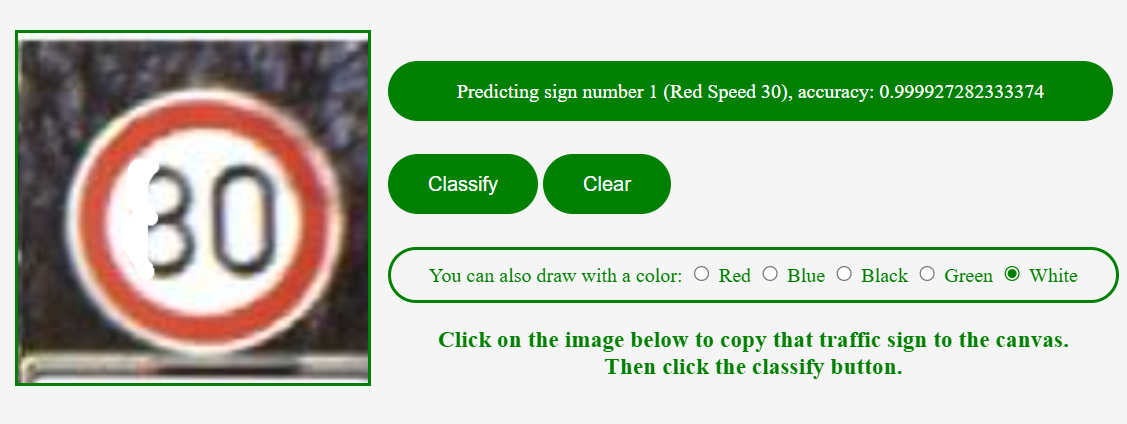 30
Predicting sign number 1 (Red Speed 30), accuracy: 0.999927282333374
Classify Clear
You can also draw with a color: Red Blue Black Green White
Click on the image below to copy that traffic sign to the canvas.
Then click the classify button.